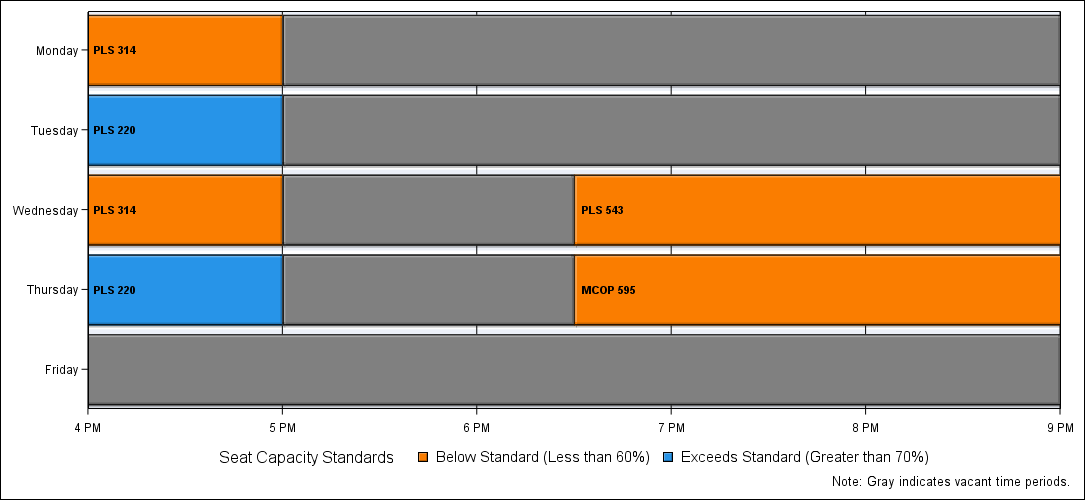 Monday
PLS 314
Tuesday
PLS 220
Wednesday
PLS 314
PLS 543
Thursday
PLS 220
MCOP 595
Friday
4 PM 5 PM 6 PM 7 PM 8 PM 9 PM
Seat Capacity Standards Below Standard (Less than 60%) Exceeds Standard (Greater than 70%)
Note: Gray indicates vacant time periods.